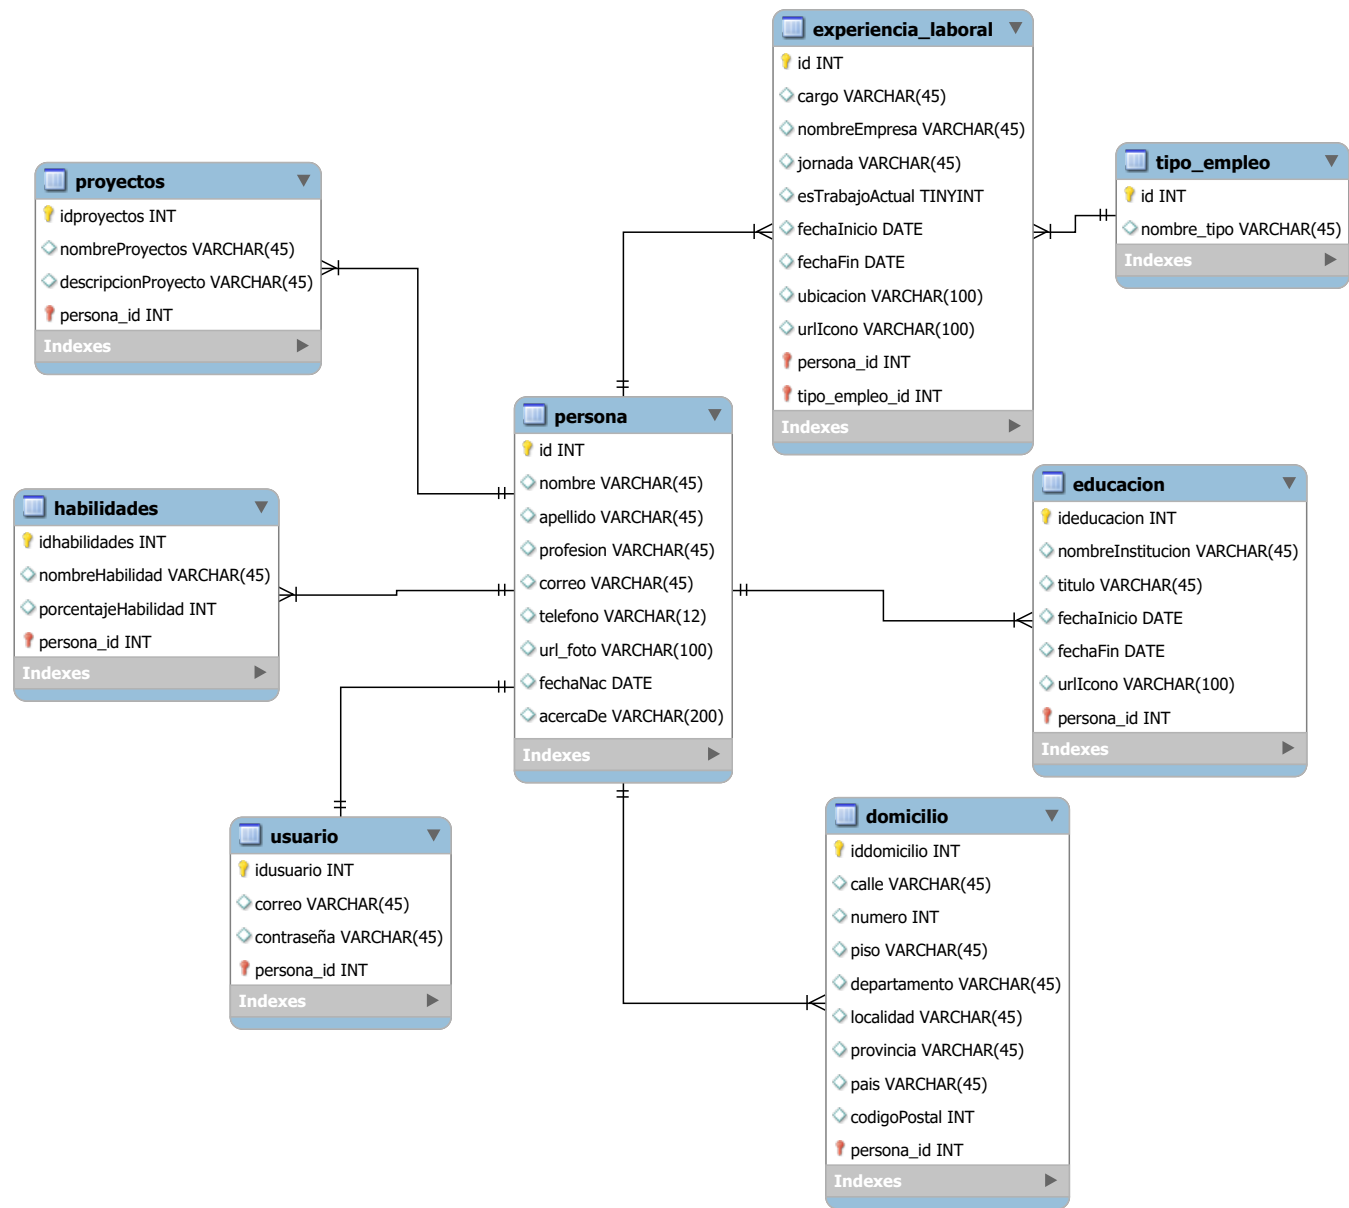 experiencia_laboral
id INT
cargo VARCHAR(45)
nombreEmpresa VARCHAR(45)
jornada VARCHAR(45)
esTrabajoActual TINYINT
fechaInicio DATE
fechaFin DATE
ubicacion VARCHAR(100)
urlIcono VARCHAR(100)
persona_id INT
tipo_empleo_id INT
Indexes
tipo_empleo
id INT
nombre_tipo VARCHAR(45)
Indexes
proyectos
idproyectos INT
nombreProyectos VARCHAR(45)
descripcionProyecto VARCHAR(45)
persona_id INT
Indexes
persona
id INT
nombre VARCHAR(45)
apellido VARCHAR(45)
profesion VARCHAR(45)
correo VARCHAR(45)
telefono VARCHAR(12)
url_foto VARCHAR(100)
fechaNac DATE
acercaDe VARCHAR(200)
Indexes
habilidades
idhabilidades INT
nombreHabilidad VARCHAR(45)
porcentajeHabilidad INT
persona_id INT
Indexes
educacion
ideducacion INT
nombreInstitucion VARCHAR(45)
titulo VARCHAR(45)
fechaInicio DATE
fechaFin DATE
urlIcono VARCHAR(100)
persona_id INT
Indexes
usuario
idusuario INT
correo VARCHAR(45)
contraseña VARCHAR(45)
persona_id INT
Indexes
domicilio
iddomicilio INT
calle VARCHAR(45)
numero INT
piso VARCHAR(45)
departamento VARCHAR(45)
localidad VARCHAR(45)
provincia VARCHAR(45)
pais VARCHAR(45)
codigoPostal INT
persona_id INT
Indexes